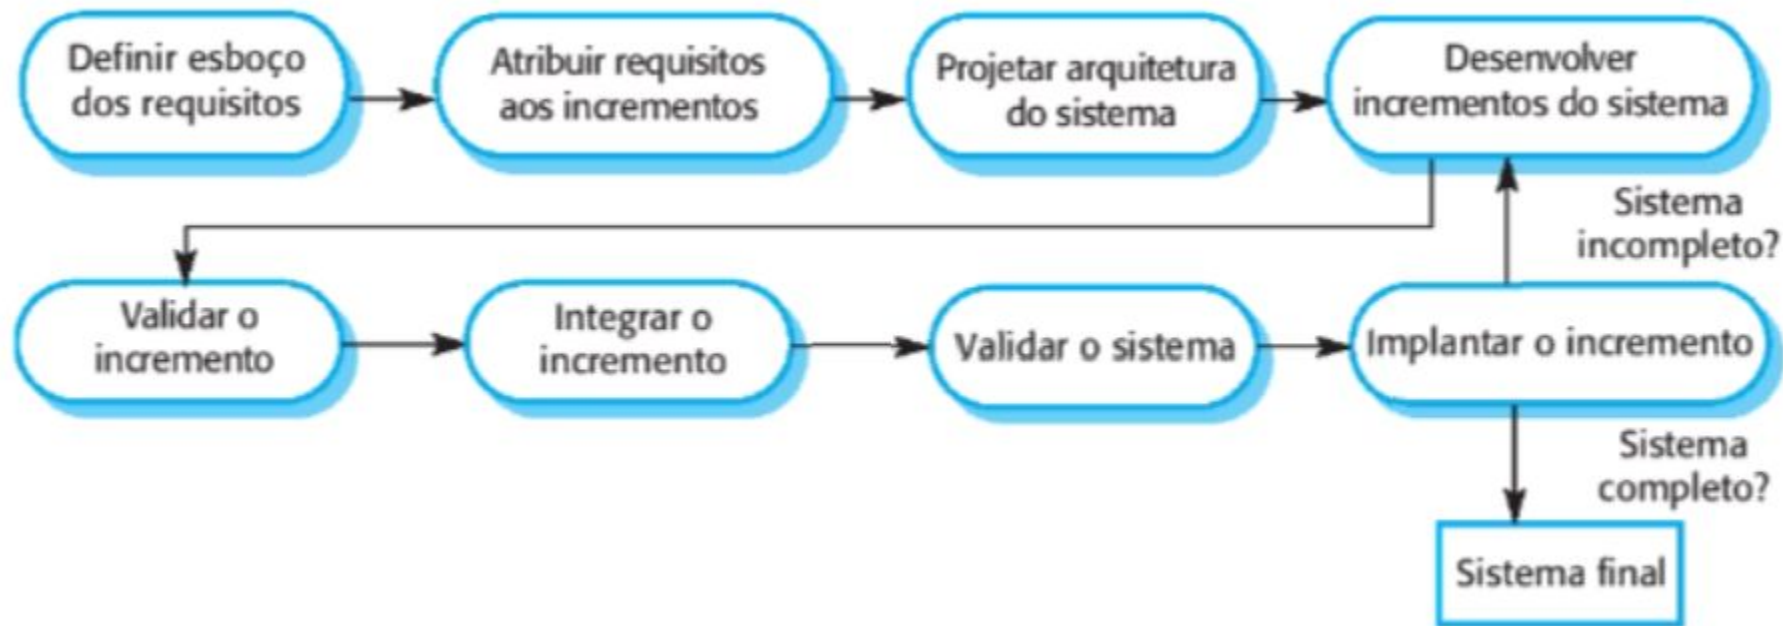 Definir esboço
dos requisitos
Atribuir requisitos
aos incrementos
Projetar arquitetura
do sistema
Desenvolver
incrementos do sistema
Sistema
incompleto?
Validar o
incremento
Integrar o
incremento
Validar o sistema
Implantar o incremento
Sistema
completo?
Sistema final